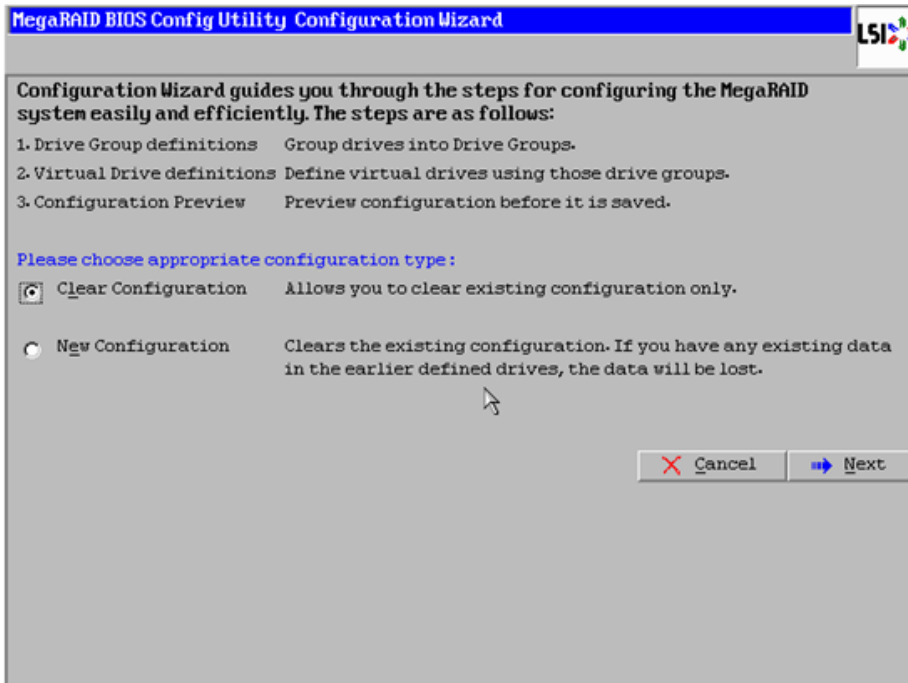 MegaRAID BIOS Config Utility Configuration Wizard
LSI
Configuration Wizard guides you through the steps for configuring the MegaRAID
system easily and efficiently. The steps are as follows:
1. Drive Group definitions Group drives into Drive Groups.
2. Virtual Drive definitions Define virtual drives using those drive groups.
3. Configuration Preview Preview configuration before it is saved.
Please choose appropriate configuration type:
Clear Configuration Allows you to clear existing configuration only.
New Configuration Clears the existing configuration. If you have any existing data
in the earlier defined drives, the data will be lost.
Cancel Next